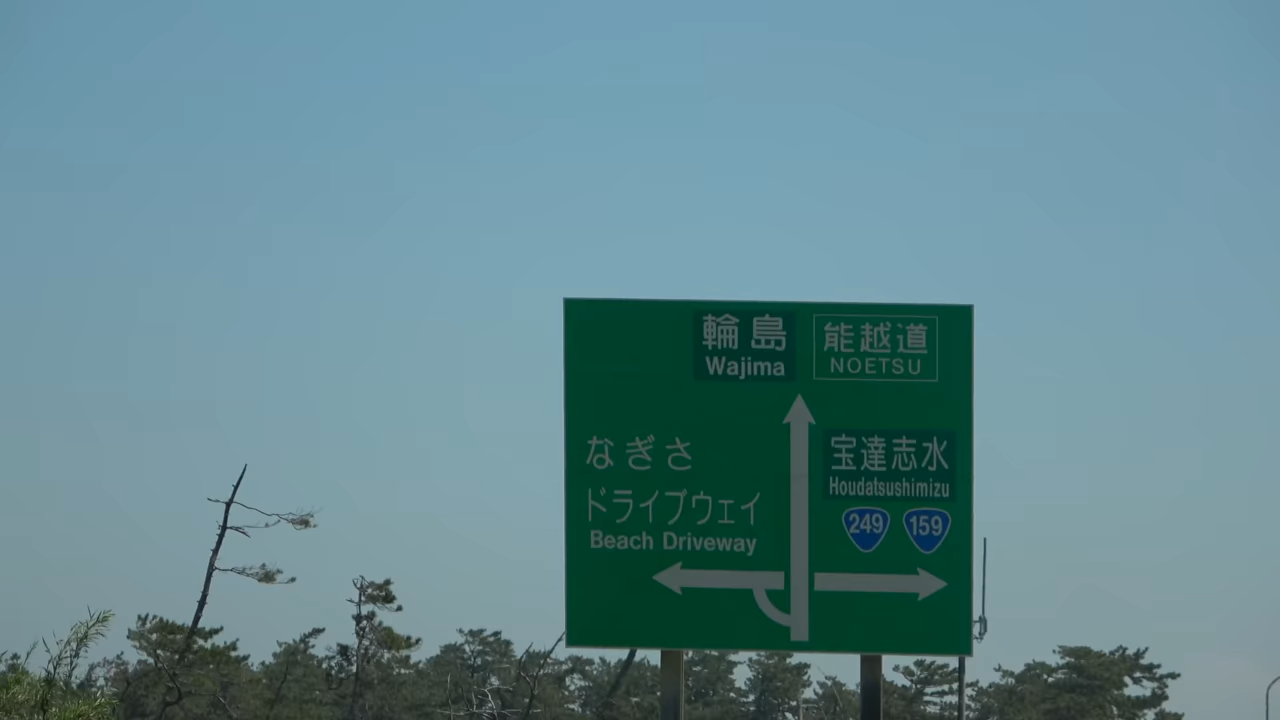 輪島
Wajima
能越道
NOETSU
なぎさ
ドライブウェイ
Beach Driveway
宝達志水
Houdatsushimizu
249 159